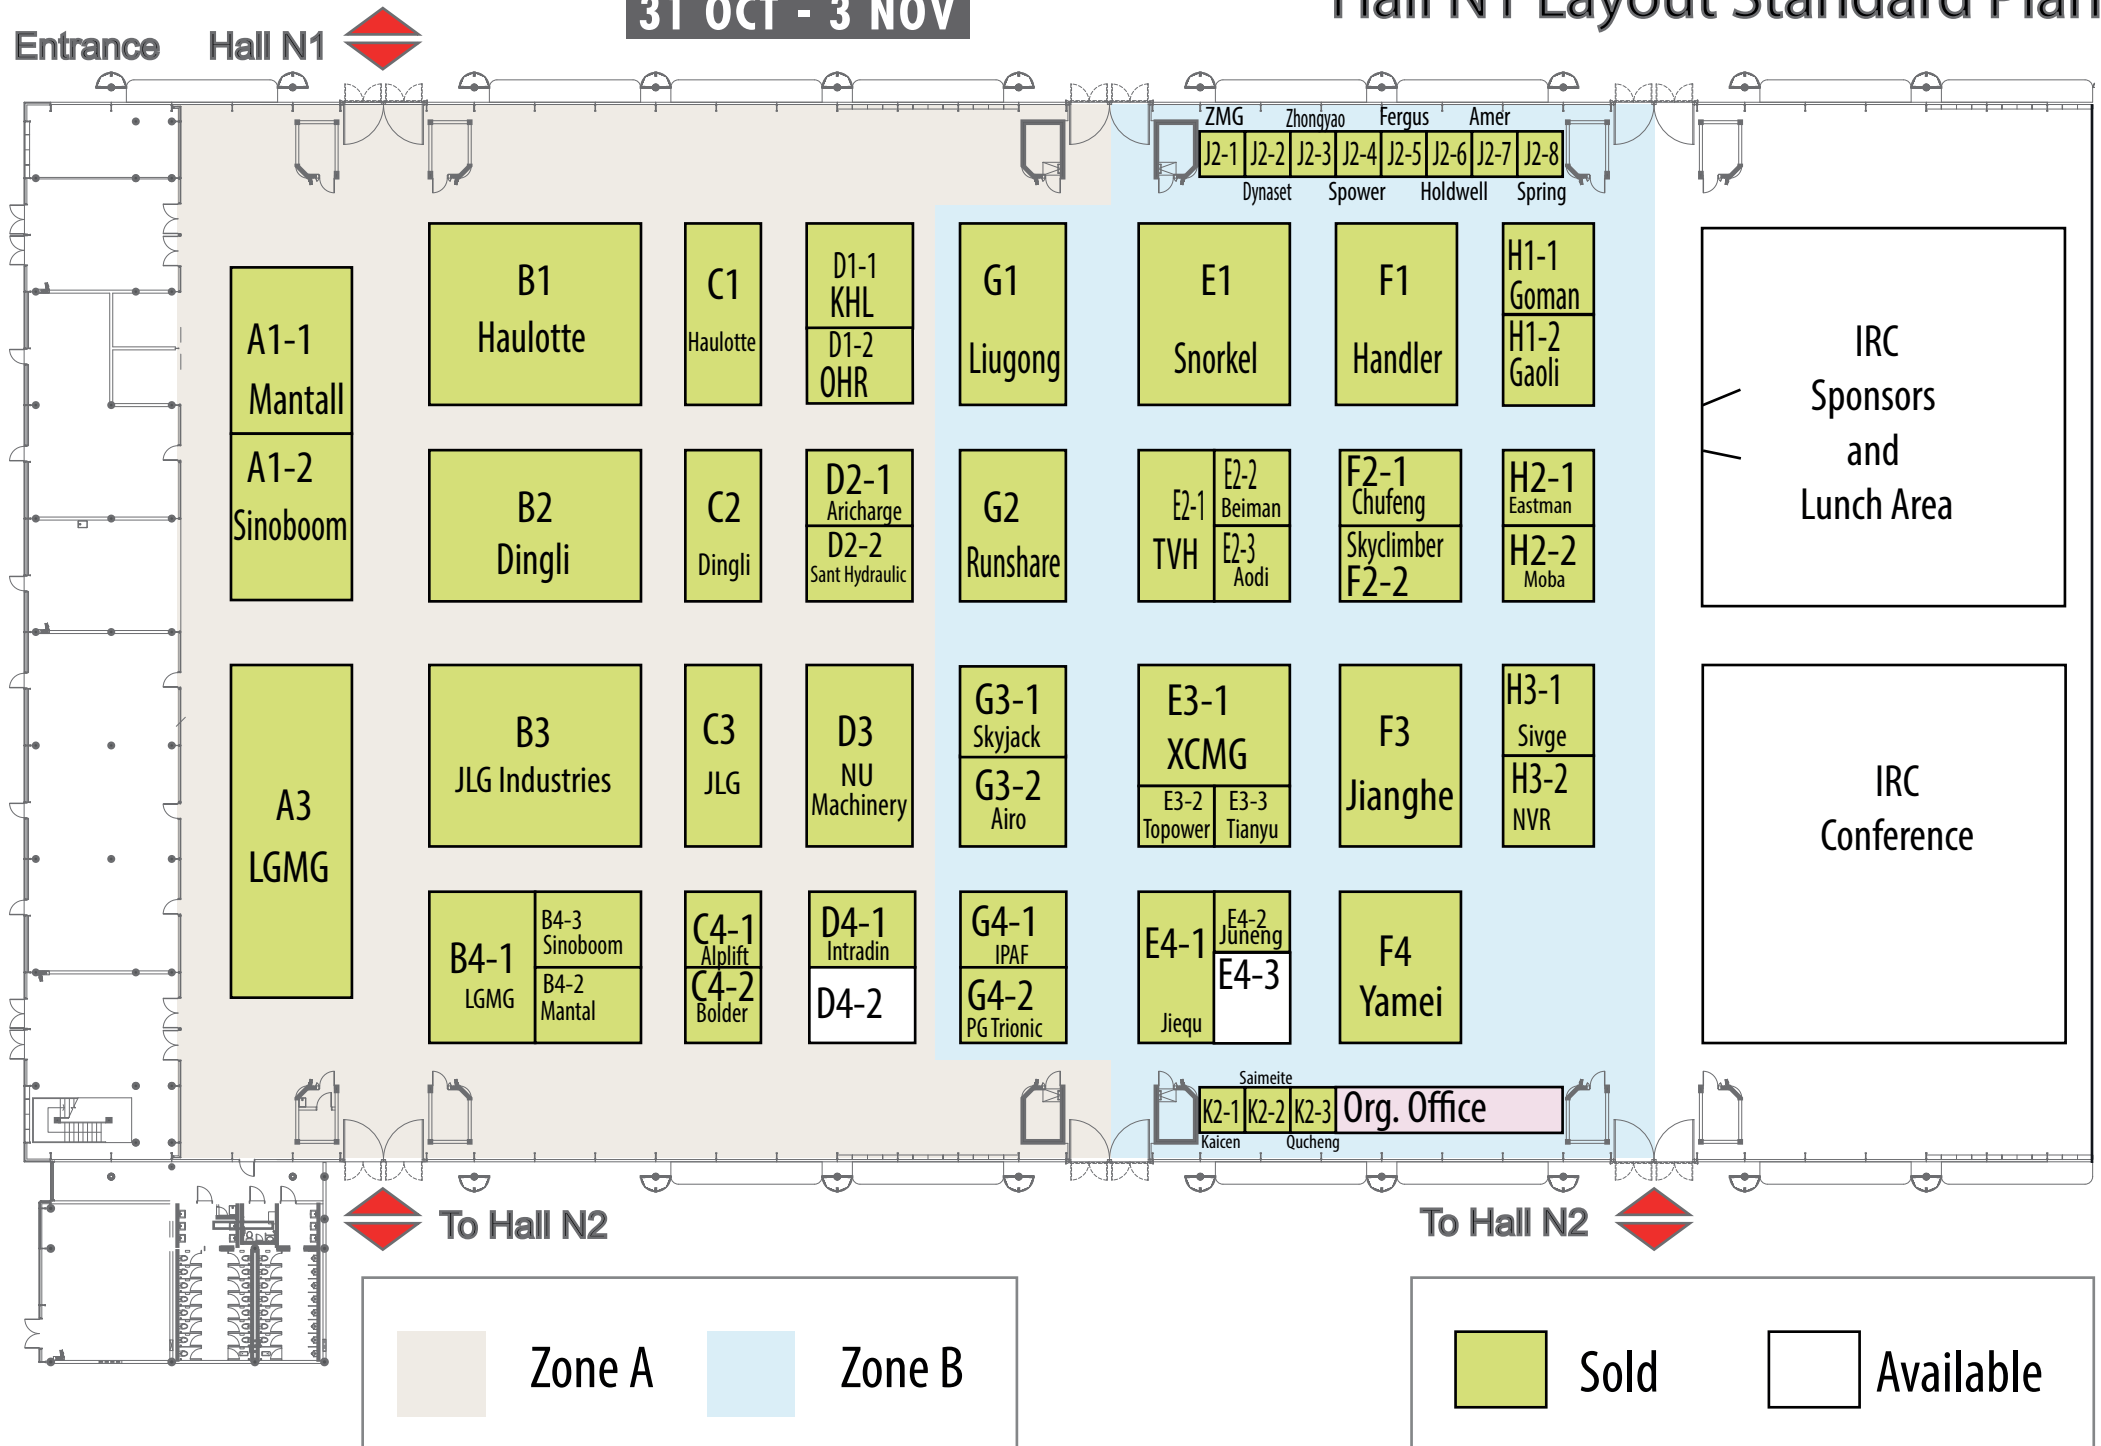 31 OCT - 3 NOV
Hall N1 Layout Standard Plan
Entrance
Hall N1
ZMG
Zhongyao
Fergus
Amer
J2-1
J2-2
J2-3
J2-4
J2-5
J2-6
J2-7
J2-8
Dynaset
Spower
Holdwell
Spring
A1-1
Mantall
B1
Haulotte
C1
Haulotte
D1-1
KHL
D1-2
OHR
G1
Liugong
E1
Snorkel
F1
Handler
H1-1
Goman
H1-2
Gaoli
IRC
Sponsors
and
Lunch Area
A1-2
Sinoboom
B2
Dingli
C2
Dingli
D2-1
Aricharge
D2-2
Sant Hydraulic
G2
Runshare
E2-1
TVH
E2-2
Beiman
E2-3
Aodi
F2-1
Chufeng
Skyclimber
F2-2
H2-1
Eastman
H2-2
Moba
A3
LGMG
B3
JLG Industries
C3
JLG
D3
NU
Machinery
G3-1
Skyjack
G3-2
Airo
E3-1
XCMG
E3-2
Topower
E3-3
Tianyu
F3
Jianghe
H3-1
Sivge
H3-2
NVR
IRC
Conference
B4-1
LGMG
B4-3
Sinoboom
B4-2
Mantal
C4-1
Alplift
C4-2
Bolder
D4-1
Intradin
D4-2
G4-1
IPAF
G4-2
PG Trionic
E4-1
Jiequ
E4-2
Juneng
E4-3
F4
Yamei
Saimeite
K2-1
K2-2
K2-3
Org. Office
Kaicen
Qucheng
To Hall N2
To Hall N2
Zone A
Zone B
Sold
Available